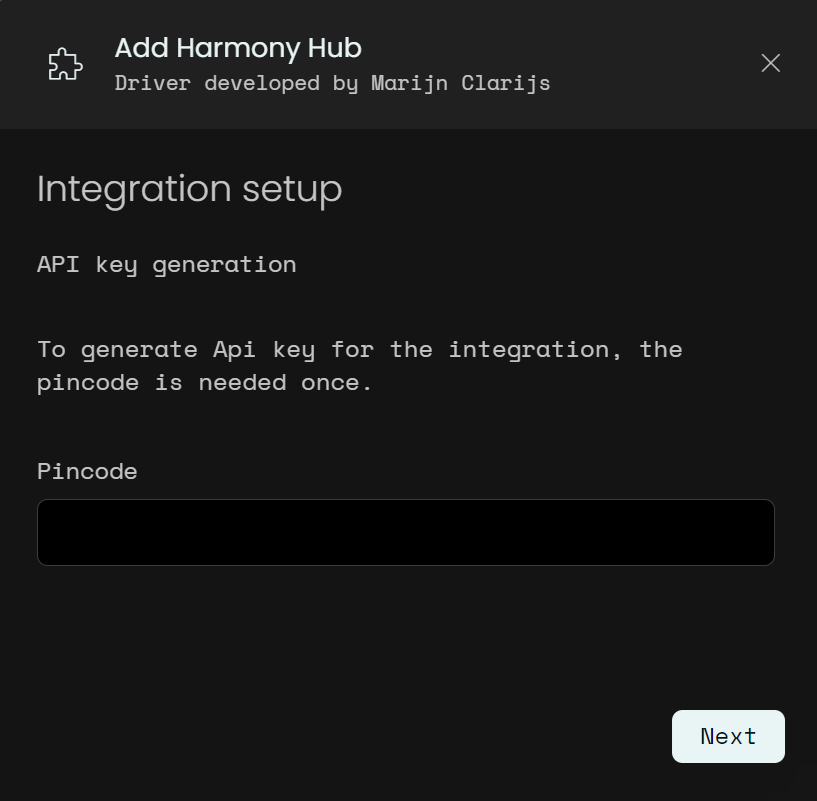 Add Harmony Hub
Driver developed by Marijn Clarijs
Integration setup
API key generation
To generate Api key for the integration, the
pincode is needed once.
Pincode
Next